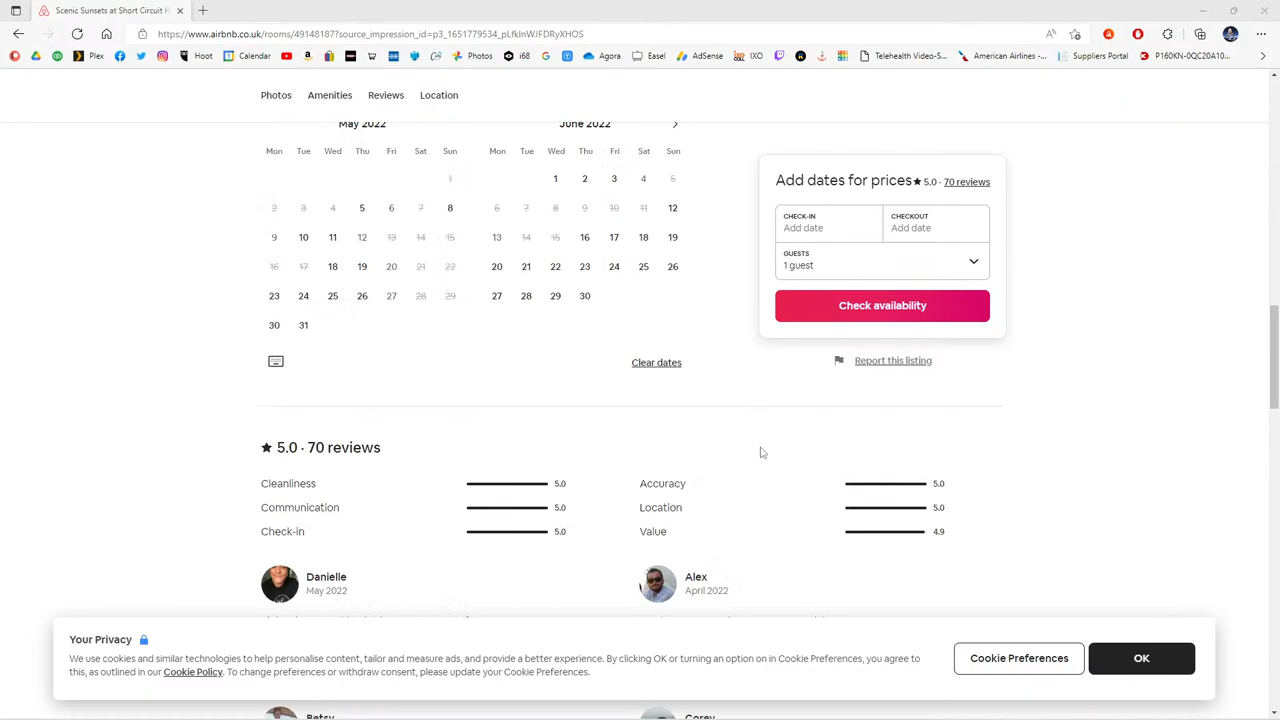 Scenic Sunsets at Short Circuit H
https://www.airbnb.co.uk/rooms/49148187?source_impression_id=p3_1651779534_pLfkInWJFDRyXHOS
Plex
Hoot
Calendar
Photos
i68
Agora
Easel
AdSense
IXO
Telehealth Video-S...
American Airlines -...
Suppliers Portal
P160KN-0QC20A10...
Photos Amenities Reviews Location
May 2022 June 2022
Mon Tue Wed Thu Fri Sat Sun Mon Tue Wed Thu Fri Sat Sun
1 1 2 3 4 5
2 3 4 5 6 7 8 6 7 8 9 10 11 12
9 10 11 12 13 14 15 13 14 15 16 17 18 19
16 17 18 19 20 21 22 20 21 22 23 24 25 26
23 24 25 26 27 28 29 27 28 29 30
30 31
Clear dates
Add dates for prices ★ 5.0 · 70 reviews
CHECK-IN CHECKOUT
Add date Add date
GUESTS
1 guest
Check availability
Report this listing
★ 5.0 · 70 reviews
Cleanliness 5.0 Accuracy 5.0
Communication 5.0 Location 5.0
Check-in 5.0 Value 4.9
Danielle
May 2022
Alex
April 2022
Your Privacy
We use cookies and similar technologies to help personalise content, tailor and measure ads, and provide a better experience. By clicking OK or turning an option on in Cookie Preferences, you agree to
this, as outlined in our Cookie Policy. To change preferences or withdraw consent, please update your Cookie Preferences.
Cookie Preferences
OK
Betsy
Corey